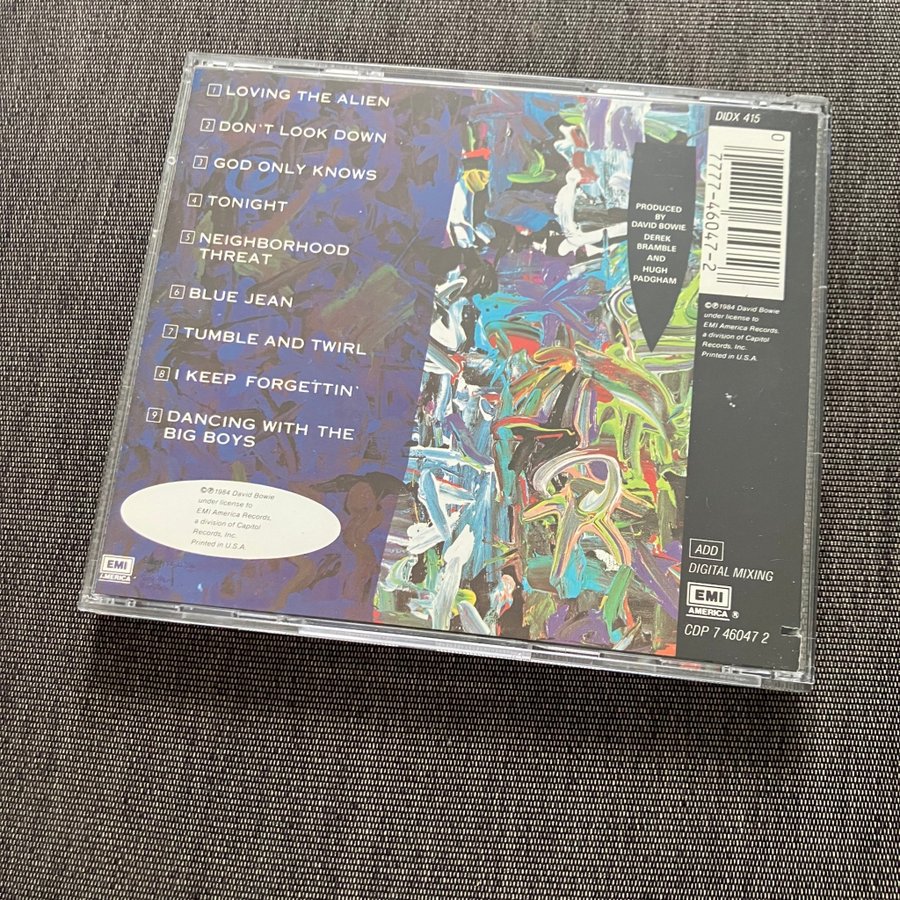 1 LOVING THE ALIEN
2 DON'T LOOK DOWN
3 GOD ONLY KNOWS
4 TONIGHT
5 NEIGHBORHOOD
THREAT
6 BLUE JEAN
7 TUMBLE AND TWIRL
8 I KEEP FORGETTIN'
9 DANCING WITH THE
BIG BOYS
©℗1984 David Bowie
under license to
EMI America Records,
a division of Capitol
Records, Inc.
Printed in U.S.A.
EMI
AMERICA
PRODUCED
BY
DAVID BOWIE
DEREK
BRAMBLE
AND
HUGH
PADGHAM
DIDX 415
0 7777-46047-2
©℗1984 David Bowie
under license to
EMI America Records,
a division of Capitol
Records, Inc.
Printed in U.S.A.
ADD
DIGITAL MIXING
EMI
AMERICA ®
CDP 7 46047 2